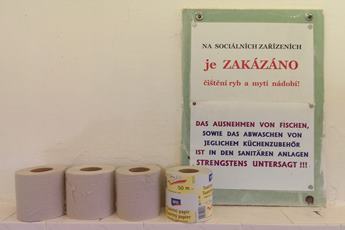 NA SOCIÁLNÍCH ZAŘÍZENÍCH
je ZAKÁZÁNO
čištění ryb a mytí nádobí!
DAS AUSNEHMEN VON FISCHEN,
SOWIE DAS ABWASCHEN VON
JEGLICHEM KÜCHENZUBEHÖR
IST IN DEN SANITÄREN ANLAGEN
STRENGSTENS UNTERSAGT !!!
50 m